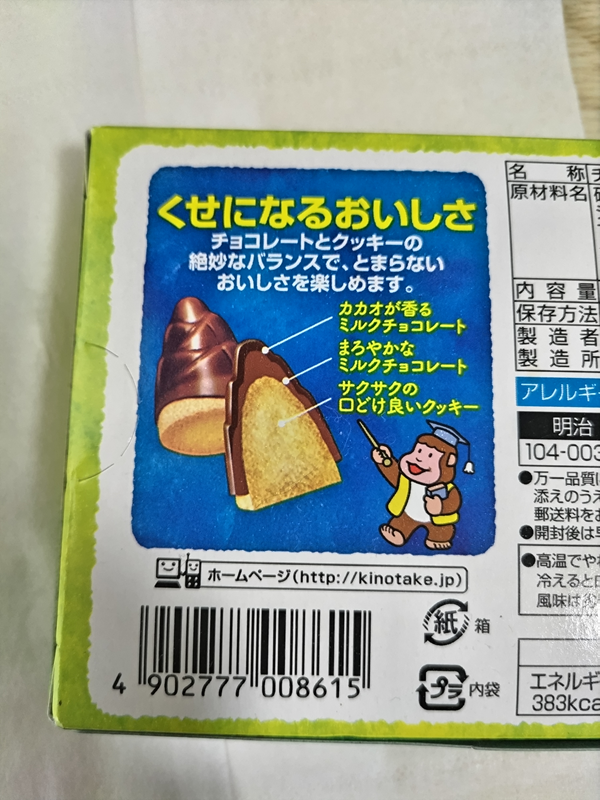 くせになるおいしさ
チョコレートとクッキーの
絶妙なバランスで、とまらない
おいしさを楽しめます。
カカオが香る
ミルクチョコレート
まろやかな
ミルクチョコレート
サクサクの
口どけ良いクッキー
ホームページ(http://kinotake.jp)
4 902777 008615
紙 箱
プラ 内袋
名称
原材料名
内容量
保存方法
製造者
製造所
アレルギ
明治
104-003
●万一品質
添えのうえ
郵送料をお
●開封後は
●高温でや
冷えると
風味は
エネルギ
383kca